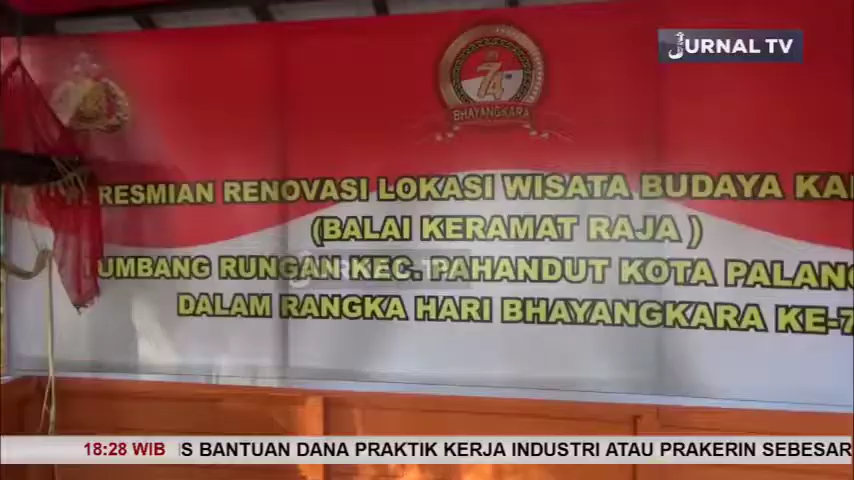 JURNAL TV
74
BHAYANGKARA
RESMIAN RENOVASI LOKASI WISATA BUDAYA KA
(BALAI KERAMAT RAJA )
UMBANG RUNGAN KEC. PAHANDUT KOTA PALANG
DALAM RANGKA HARI BHAYANGKARA KE-7
18:28 WIB IS BANTUAN DANA PRAKTIK KERJA INDUSTRI ATAU PRAKERIN SEBESAR